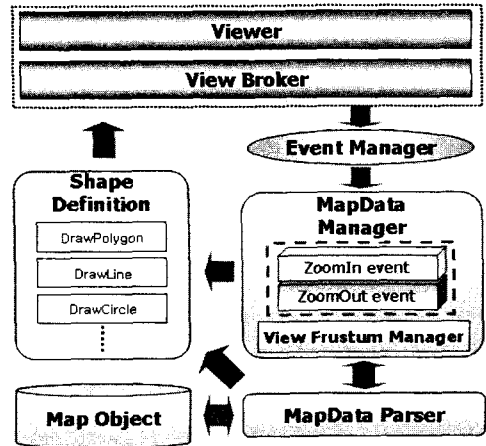 Viewer
View Broker
Event Manager
Shape
Definition
DrawPolygon
DrawLine
DrawCircle
MapData
Manager
ZoomIn event
ZoomOut event
View Frustum Manager
Map Object
MapData Parser